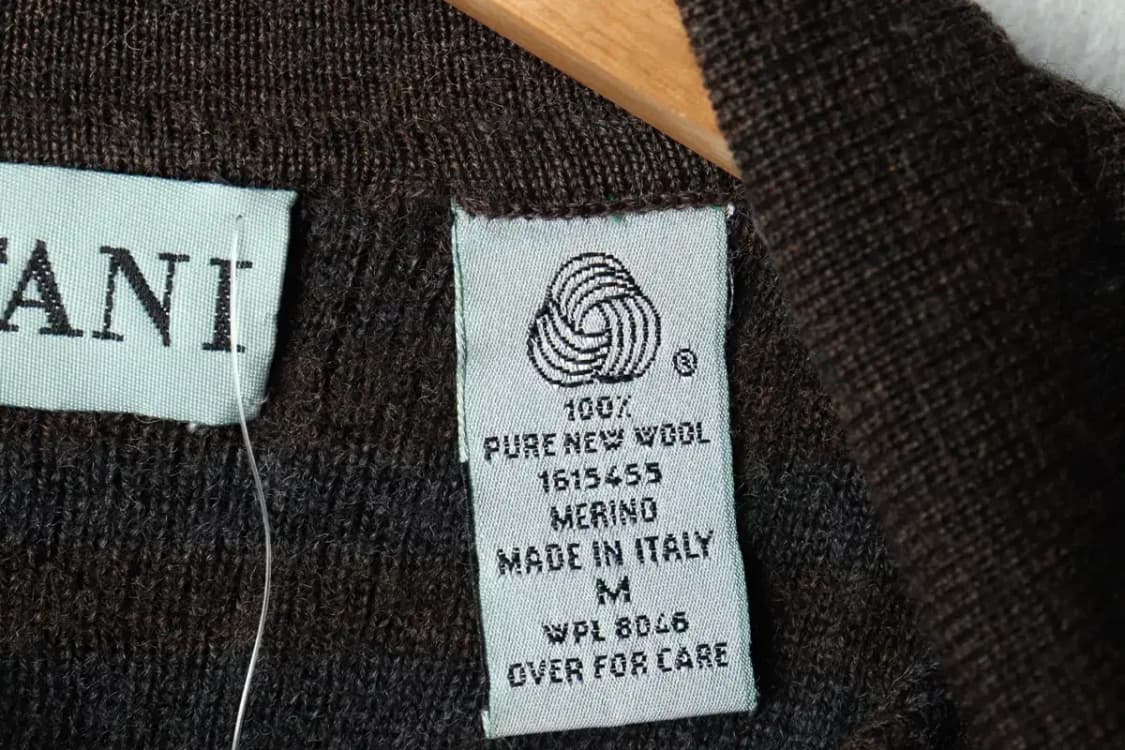 TANI
®
100%
PURE NEW WOOL
1615455
MERINO
MADE IN ITALY
M
WPL 8046
OVER FOR CARE